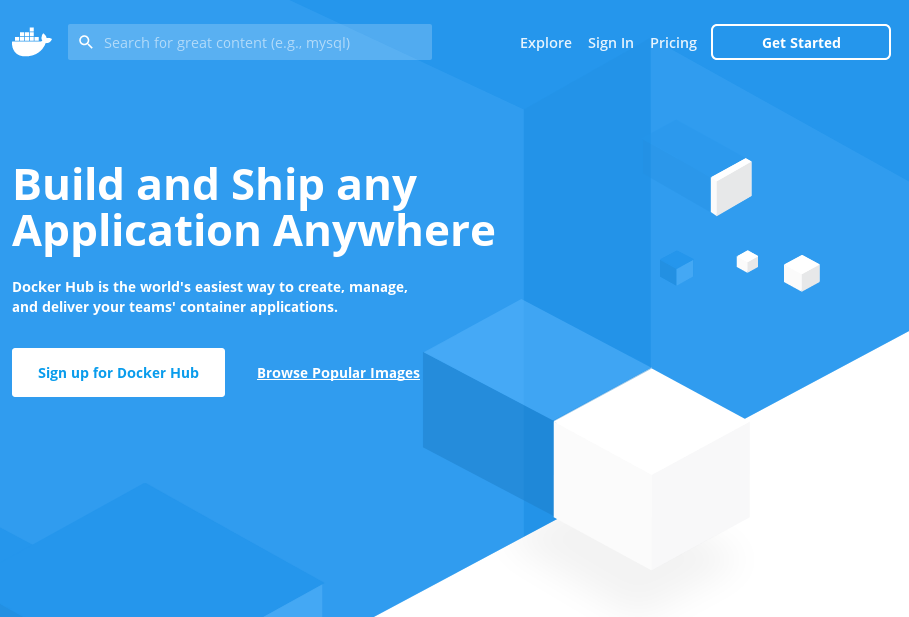 Search for great content (e.g., mysql)
Explore
Sign In
Pricing
Get Started
Build and Ship any
Application Anywhere
Docker Hub is the world's easiest way to create, manage,
and deliver your teams' container applications.
Sign up for Docker Hub
Browse Popular Images